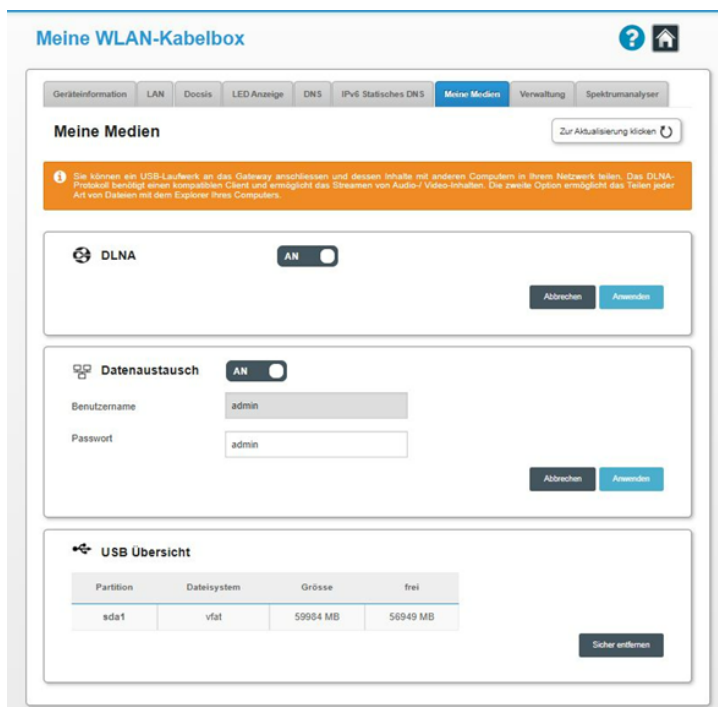 Meine WLAN-Kabelbox
Geräteinformation LAN Docsis LED Anzeige DNS IPv6 Statisches DNS Meine Medien Verwaltung Spektrumanalyser
Meine Medien
Zur Aktualisierung klicken
Sie können ein USB-Laufwerk an das Gateway anschliessen und dessen Inhalte mit anderen Computern in Ihrem Netzwerk teilen. Das DLNA-
Protokoll benötigt einen kompatiblen Client und ermöglicht das Streamen von Audio-/ Video-Inhalten. Die zweite Option ermöglicht das Teilen jeder
Art von Dateien mit dem Explorer Ihres Computers.
DLNA AN
Abbrechen Anwenden
Datenaustausch AN
Benutzername admin
Passwort admin
Abbrechen Anwenden
USB Übersicht
Partition Dateisystem Grösse frei
sda1 vfat 59984 MB 56949 MB
Sicher entfernen